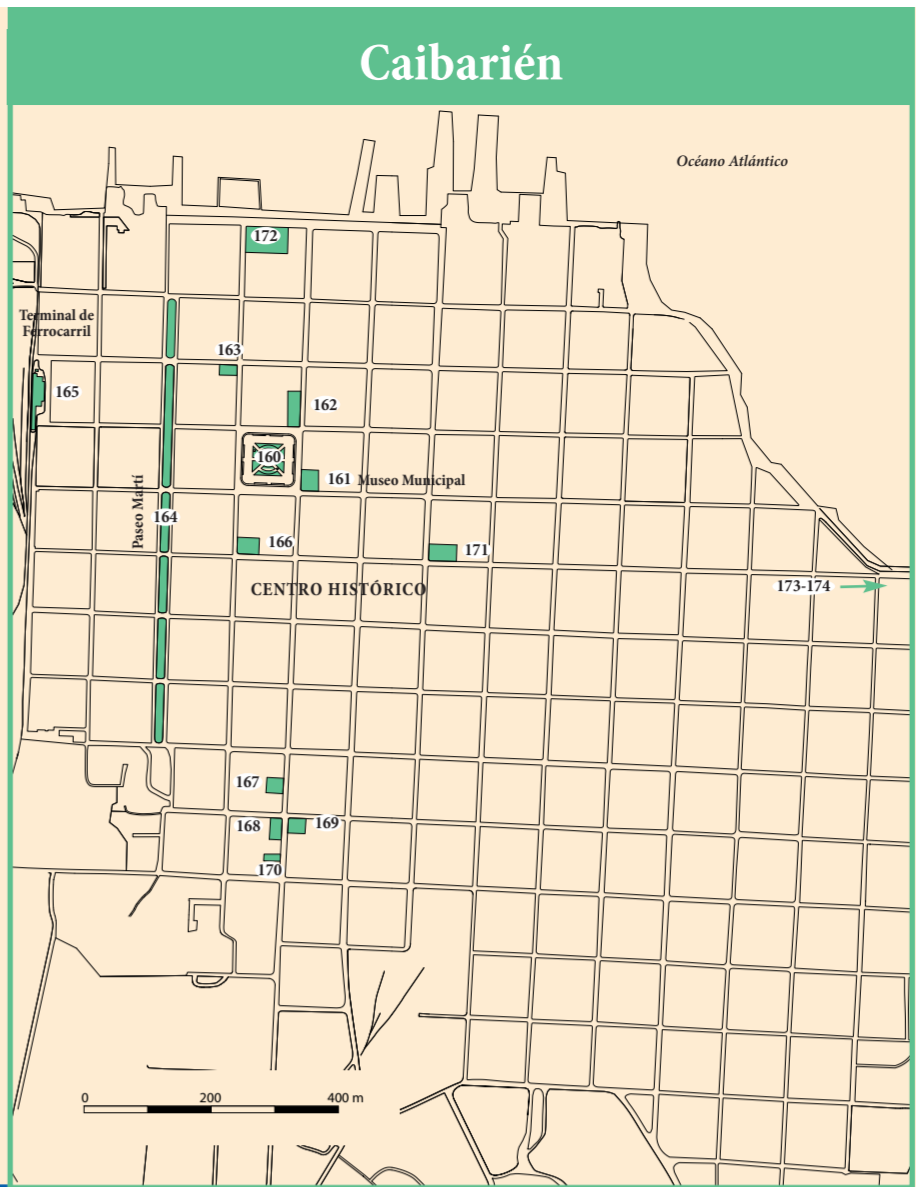 Caibarién
Océano Atlántico
172
Terminal de
Ferrocarril
163
165
162
160
161 Museo Municipal
Paseo Martí
164
166
171
173-174
CENTRO HISTÓRICO
167
168
169
170
0 200 400 m